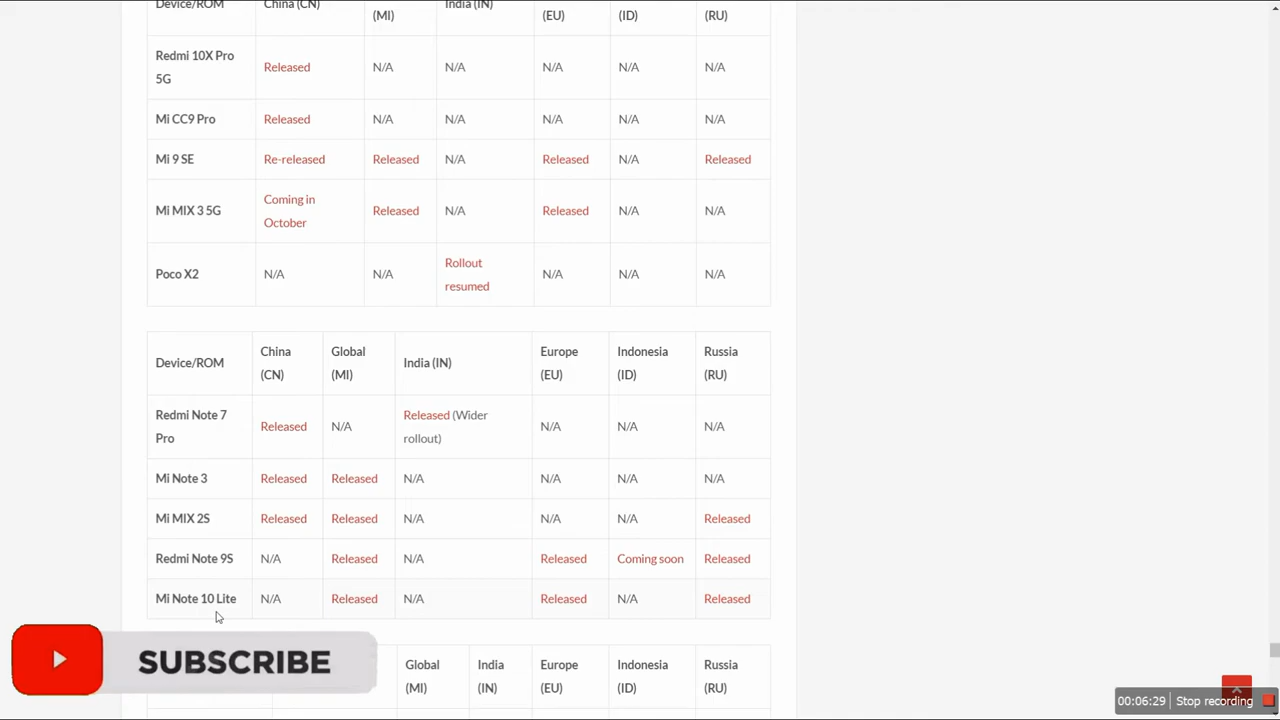 Device/ROM China (CN) India (IN)
(MI) (EU) (ID) (RU)
Redmi 10X Pro
5G Released N/A N/A N/A N/A N/A
Mi CC9 Pro Released N/A N/A N/A N/A N/A
Mi 9 SE Re-released Released N/A Released N/A Released
Mi MIX 3 5G Coming in
October Released N/A Released N/A N/A
Poco X2 N/A N/A Rollout
resumed N/A N/A N/A
Device/ROM China
(CN) Global
(MI) India (IN) Europe
(EU) Indonesia
(ID) Russia
(RU)
Redmi Note 7
Pro Released N/A Released (Wider
rollout) N/A N/A N/A
Mi Note 3 Released Released N/A N/A N/A N/A
Mi MIX 2S Released Released N/A N/A N/A Released
Redmi Note 9S N/A Released N/A Released Coming soon Released
Mi Note 10 Lite N/A Released N/A Released N/A Released
SUBSCRIBE
Global
(MI) India
(IN) Europe
(EU) Indonesia
(ID) Russia
(RU)
00:06:29 Stop recording